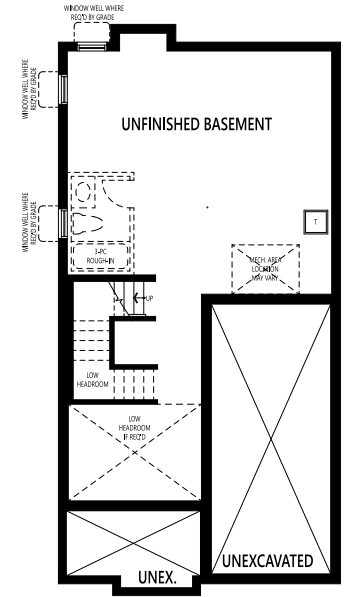 WINDOW WELL WHERE
REQ'D BY GRADE
WINDOW WELL WHERE
REQ'D BY GRADE
UNFINISHED BASEMENT
WINDOW WELL WHERE
REQ'D BY GRADE
T
3-PC
ROUGH-IN
MECH. AREA
LOCATION
MAY VARY
UP
LOW
HEADROOM
LOW
HEADROOM
IF REQ'D
UNEXCAVATED
UNEX.